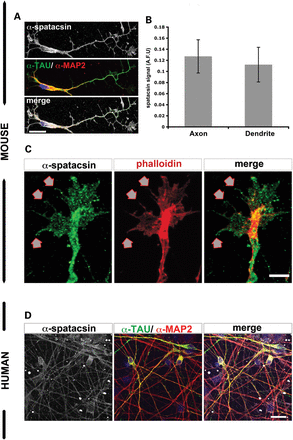 MOUSE
HUMAN
A
α-spatacsin
α-TAU/ α-MAP2
merge
B
spatacsin signal (A.F.U)
0.18
0.16
0.14
0.12
0.1
0.08
0.06
0.04
0.02
0
Axon
Dendrite
C
α-spatacsin
phalloidin
merge
D
α-spatacsin
α-TAU/ α-MAP2
merge